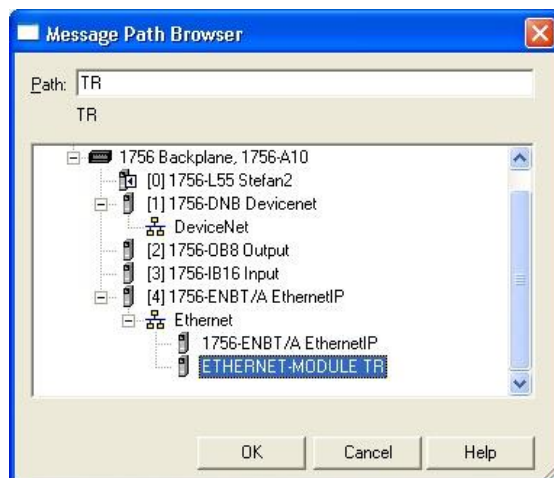 Message Path Browser
Path: TR
TR
1756 Backplane, 1756-A10
[0] 1756-L55 Stefan2
[1] 1756-DNB Devicenet
DeviceNet
[2] 1756-OB8 Output
[3] 1756-IB16 Input
[4] 1756-ENBT/A EthernetIP
Ethernet
1756-ENBT/A EthernetIP
ETHERNET-MODULE TR
OK Cancel Help